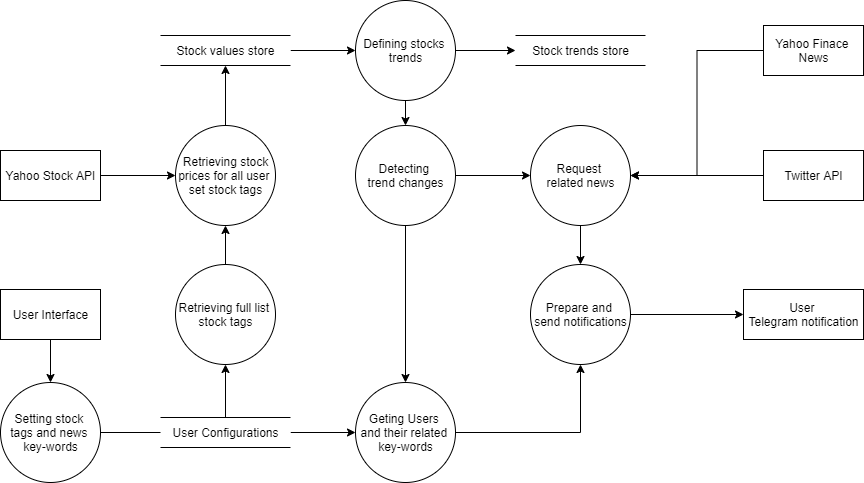 Stock values store
Defining stocks
trends
Stock trends store
Yahoo Finace
News
Yahoo Stock API
Retrieving stock
prices for all user
set stock tags
Detecting
trend changes
Request
related news
Twitter API
User Interface
Retrieving full list
stock tags
Prepare and
send notifications
User
Telegram notification
Setting stock
tags and news
key-words
User Configurations
Geting Users
and their related
key-words